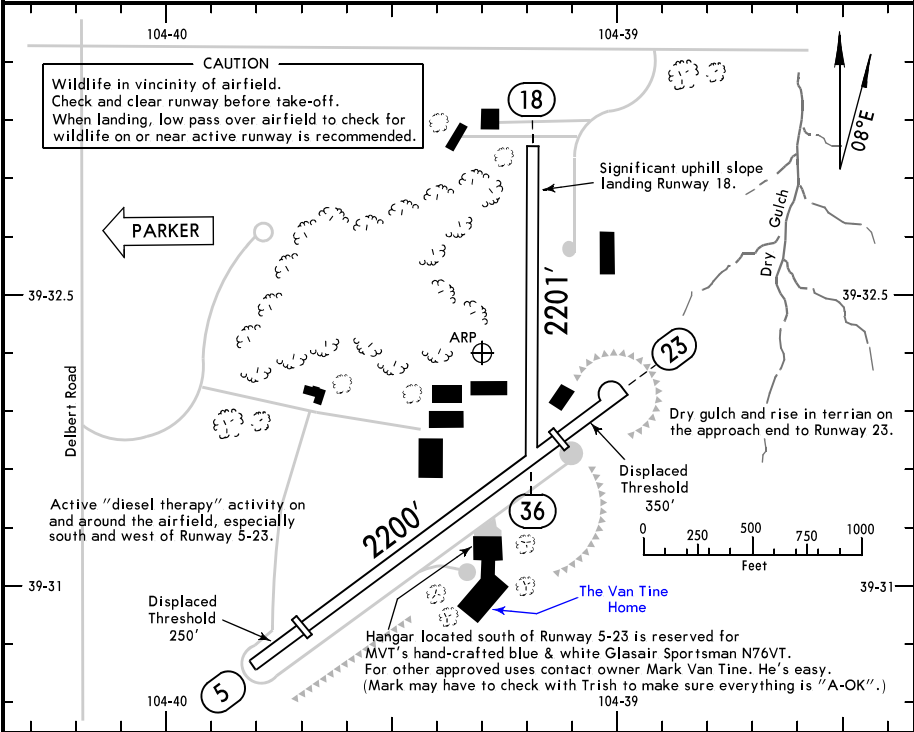 104-40
104-39
CAUTION
Wildlife in vincinity of airfield.
Check and clear runway before take-off.
When landing, low pass over airfield to check for
wildlife on or near active runway is recommended.
18
08°E
Significant uphill slope
landing Runway 18.
Dry Gulch
PARKER
39-32.5
39-32.5
2201'
ARP
23
Delbert Road
Dry gulch and rise in terrian on
the approach end to Runway 23.
Displaced
Threshold
350'
Active "diesel therapy" activity on
and around the airfield, especially
south and west of Runway 5-23.
2200'
36
0 250 500 750 1000
Feet
39-31
39-31
The Van Tine
Home
Displaced
Threshold
250'
Hangar located south of Runway 5-23 is reserved for
MVT's hand-crafted blue & white Glasair Sportsman N76VT.
For other approved uses contact owner Mark Van Tine. He's easy.
(Mark may have to check with Trish to make sure everything is "A-OK".)
5
104-40
104-39